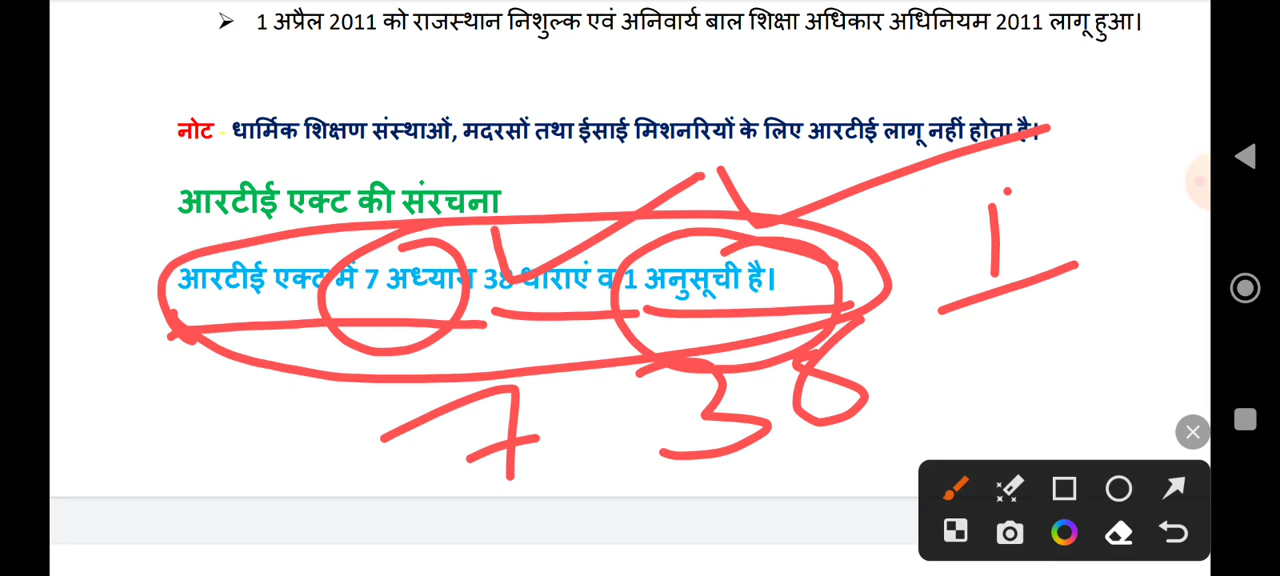 ➢ 1 अप्रैल 2011 को राजस्थान निशुल्क एवं अनिवार्य बाल शिक्षा अधिकार अधिनियम 2011 लागू हुआ।
नोट - धार्मिक शिक्षण संस्थाओं, मदरसों तथा ईसाई मिशनरियों के लिए आरटीई लागू नहीं होता है।
आरटीई एक्ट की संरचना
आरटीई एक्ट में 7 अध्याय 38 धाराएं व 1 अनुसूची है।
7 38 i